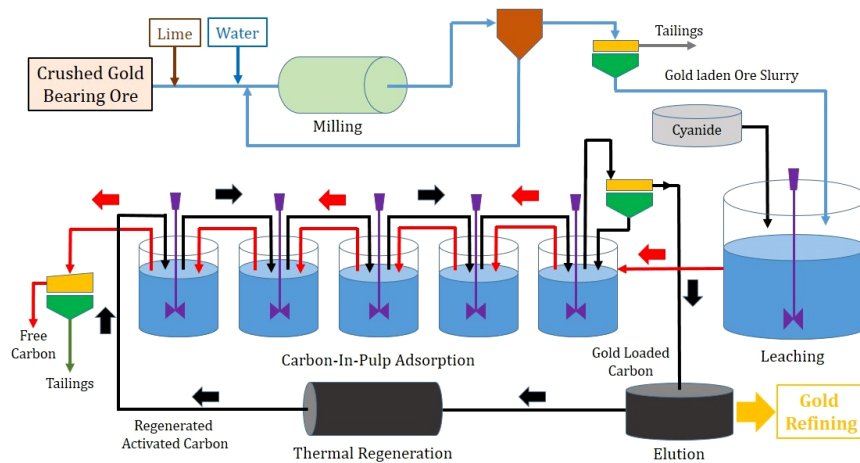 Lime
Water
Tailings
Crushed Gold
Bearing Ore
Gold laden Ore Slurry
Milling
Cyanide
Free
Carbon
Tailings
Carbon-In-Pulp Adsorption
Gold Loaded
Carbon
Leaching
Regenerated
Activated Carbon
Thermal Regeneration
Elution
Gold
Refining